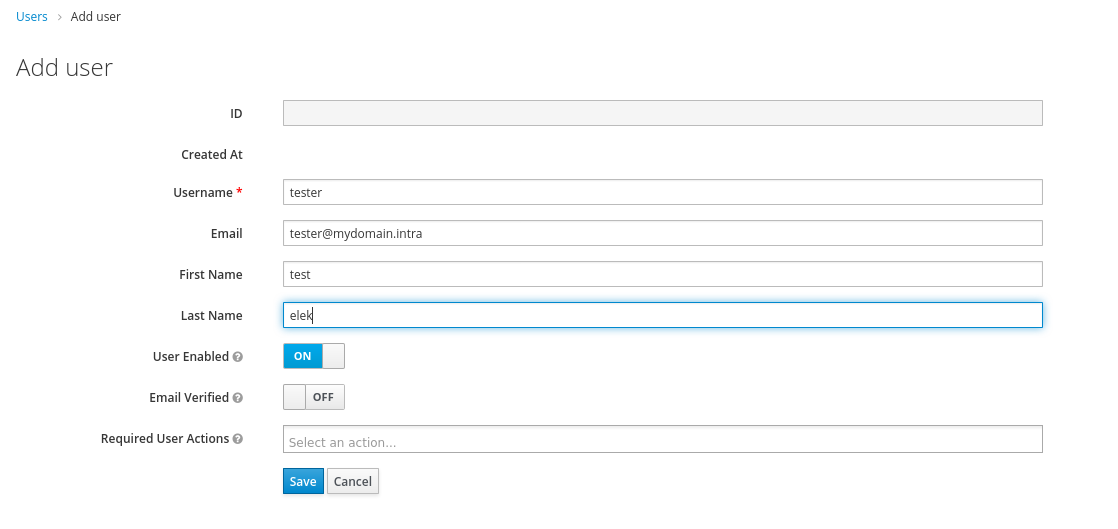 Users › Add user
Add user
ID
Created At
Username * tester
Email tester@mydomain.intra
First Name test
Last Name elek
User Enabled ? ON
Email Verified ? OFF
Required User Actions ? Select an action...
Save Cancel